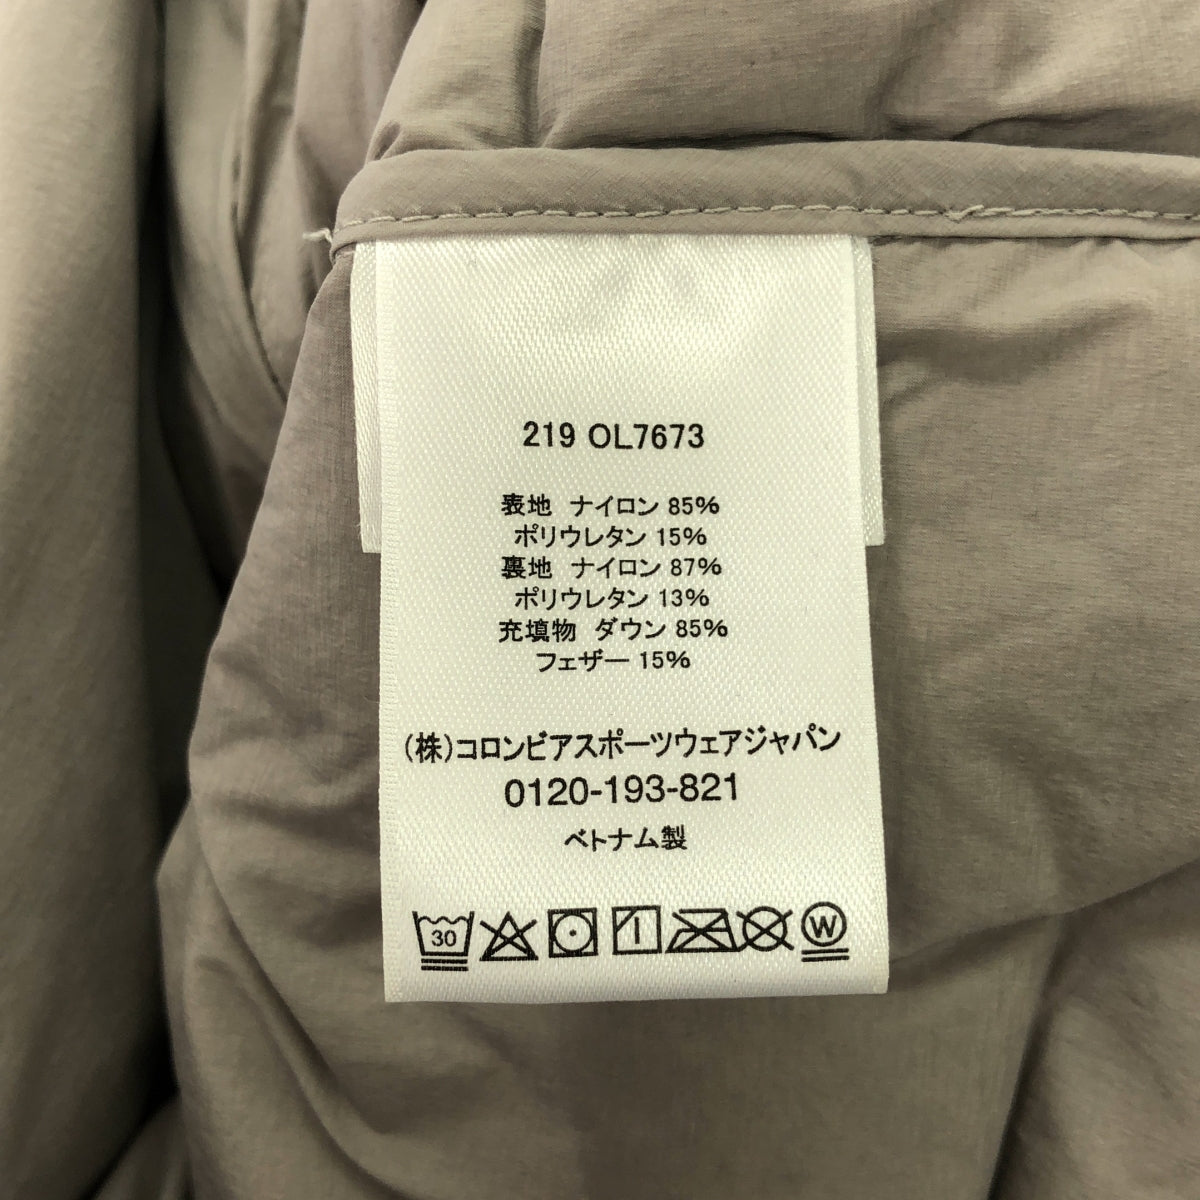 219 OL7673
表地 ナイロン 85%
ポリウレタン 15%
裏地 ナイロン 87%
ポリウレタン 13%
充填物 ダウン 85%
フェザー 15%
(株)コロンビアスポーツウェアジャパン
0120-193-821
ベトナム製
30 W